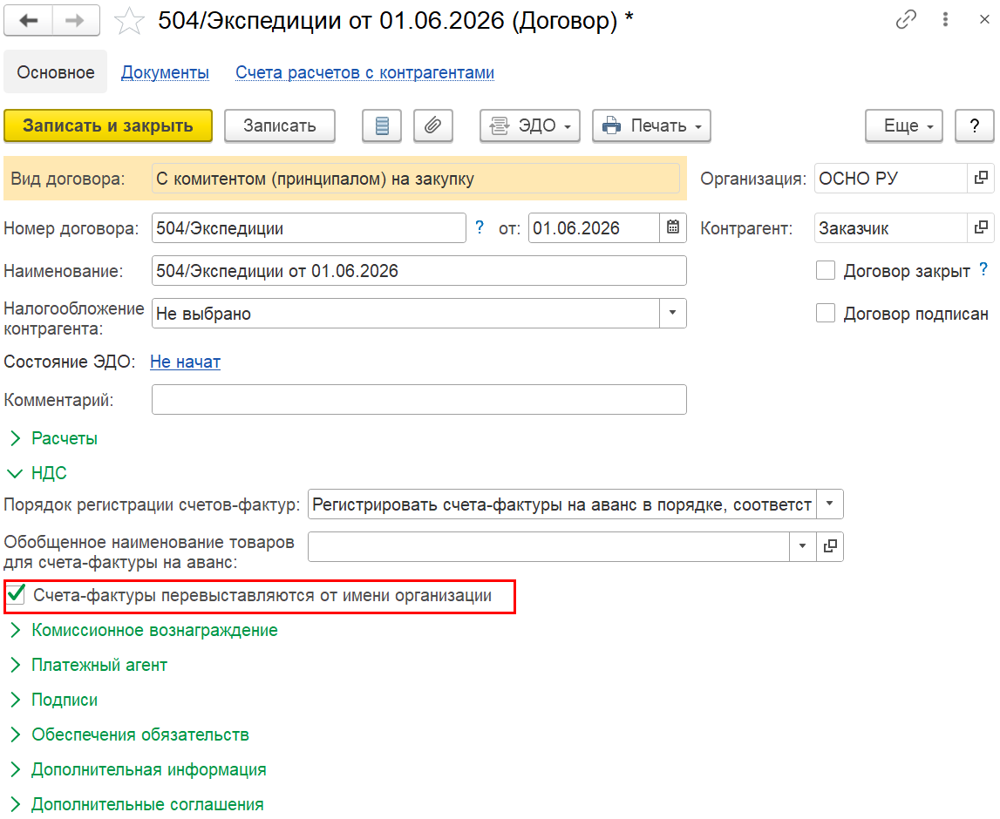 504/Экспедиции от 01.06.2026 (Договор) *
Основное Документы Счета расчетов с контрагентами
Записать и закрыть Записать ЭДО Печать Еще ?
Вид договора: С комитентом (принципалом) на закупку Организация: ОСНО РУ
Номер договора: 504/Экспедиции ? от: 01.06.2026 Контрагент: Заказчик
Наименование: 504/Экспедиции от 01.06.2026 Договор закрыт ?
Налогообложение
контрагента: Не выбрано Договор подписан
Состояние ЭДО: Не начат
Комментарий:
Расчеты
НДС
Порядок регистрации счетов-фактур: Регистрировать счета-фактуры на аванс в порядке, соответст
Обобщенное наименование товаров
для счета-фактуры на аванс:
Счета-фактуры перевыставляются от имени организации
Комиссионное вознаграждение
Платежный агент
Подписи
Обеспечения обязательств
Дополнительная информация
Дополнительные соглашения